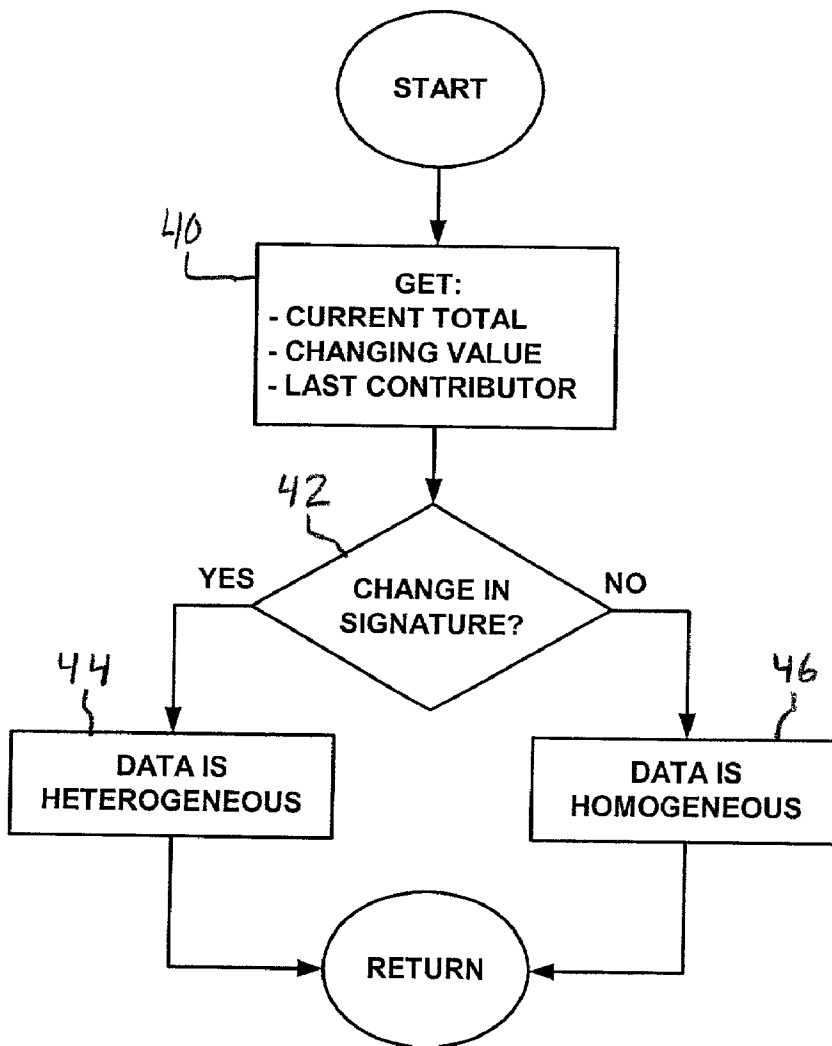 START
40
GET:
- CURRENT TOTAL
- CHANGING VALUE
- LAST CONTRIBUTOR
42
YES
CHANGE IN
SIGNATURE?
NO
44
DATA IS
HETEROGENEOUS
46
DATA IS
HOMOGENEOUS
RETURN